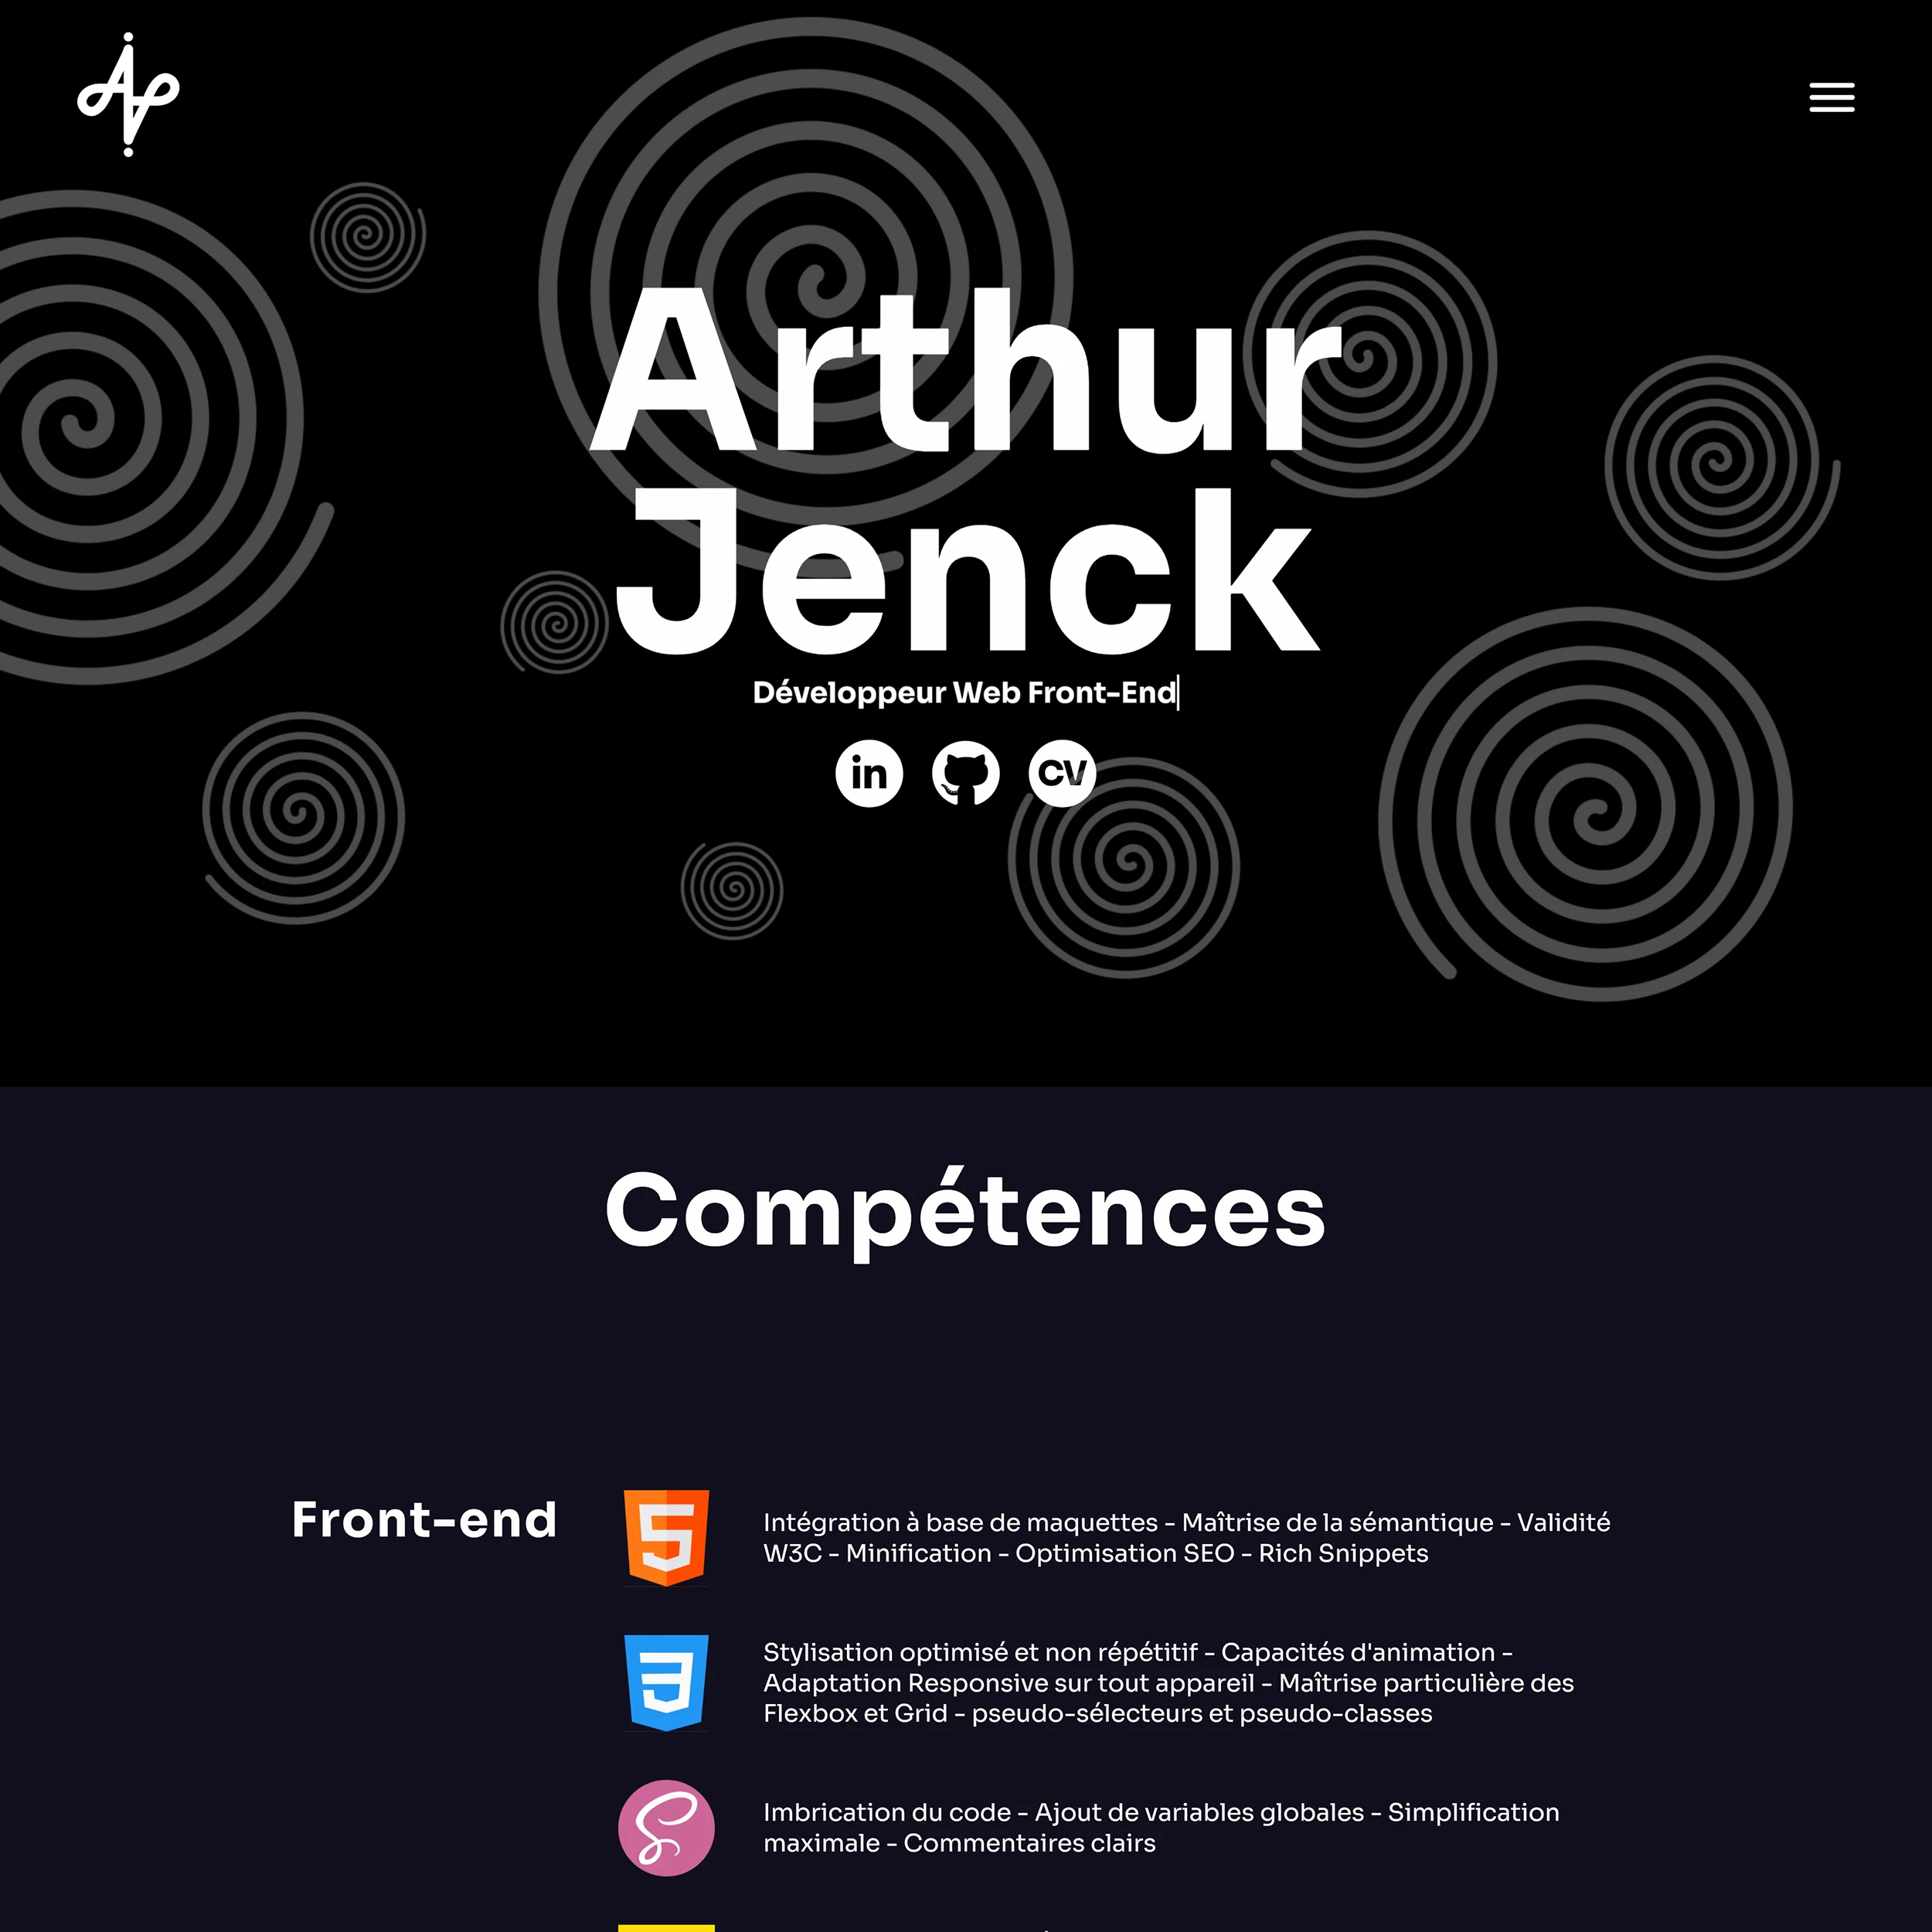 Arthur
Jenck
Développeur Web Front-End
in
CV
Compétences
Front-end
5
Intégration à base de maquettes - Maîtrise de la sémantique - Validité
W3C - Minification - Optimisation SEO - Rich Snippets
3
Stylisation optimisé et non répétitif - Capacités d'animation -
Adaptation Responsive sur tout appareil - Maîtrise particulière des
Flexbox et Grid - pseudo-sélecteurs et pseudo-classes
Imbrication du code - Ajout de variables globales - Simplification
maximale - Commentaires clairs